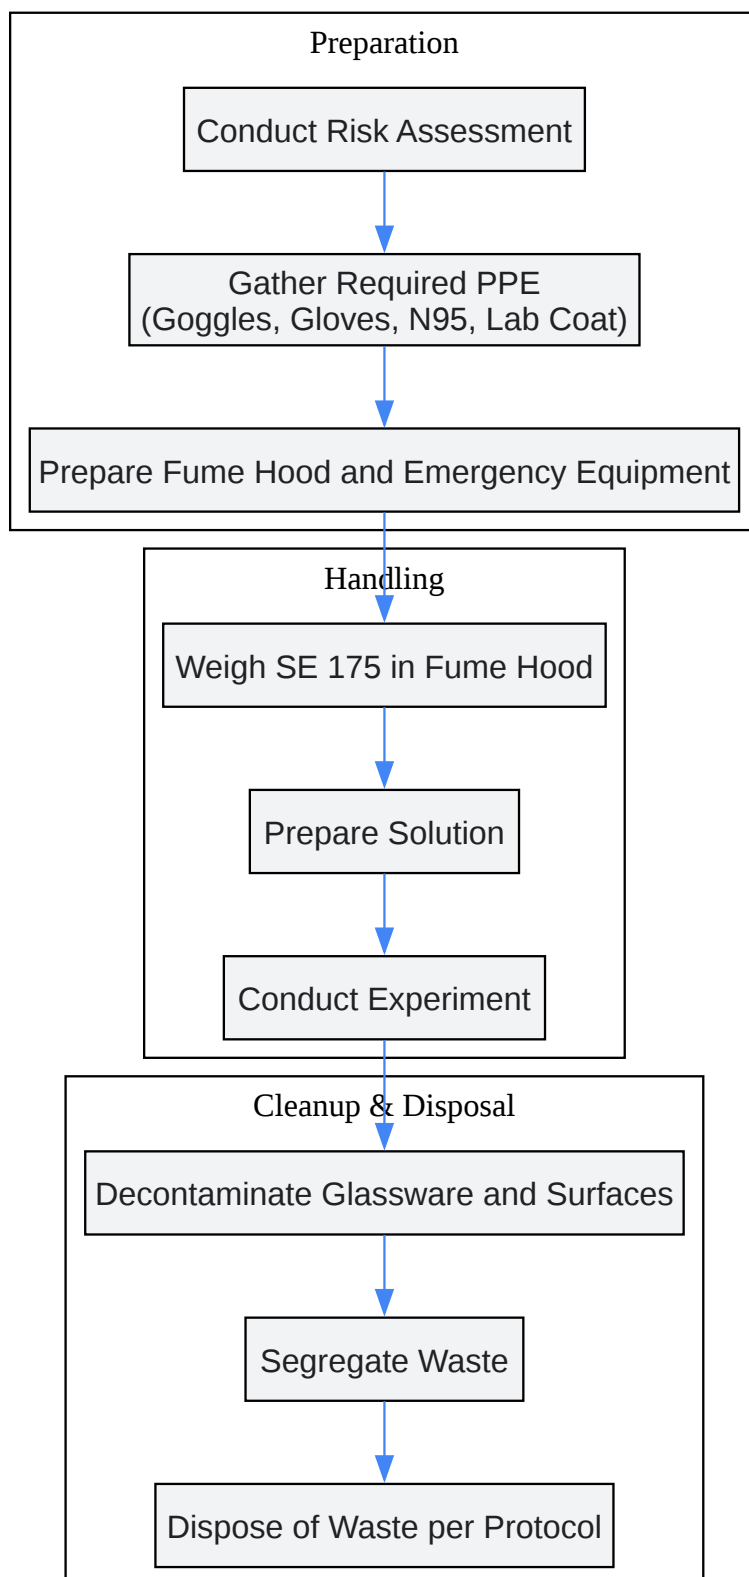 Preparation
Conduct Risk Assessment
Gather Required PPE
(Goggles, Gloves, N95, Lab Coat)
Prepare Fume Hood and Emergency Equipment
Handling
Weigh SE 175 in Fume Hood
Prepare Solution
Conduct Experiment
Cleanup & Disposal
Decontaminate Glassware and Surfaces
Segregate Waste
Dispose of Waste per Protocol